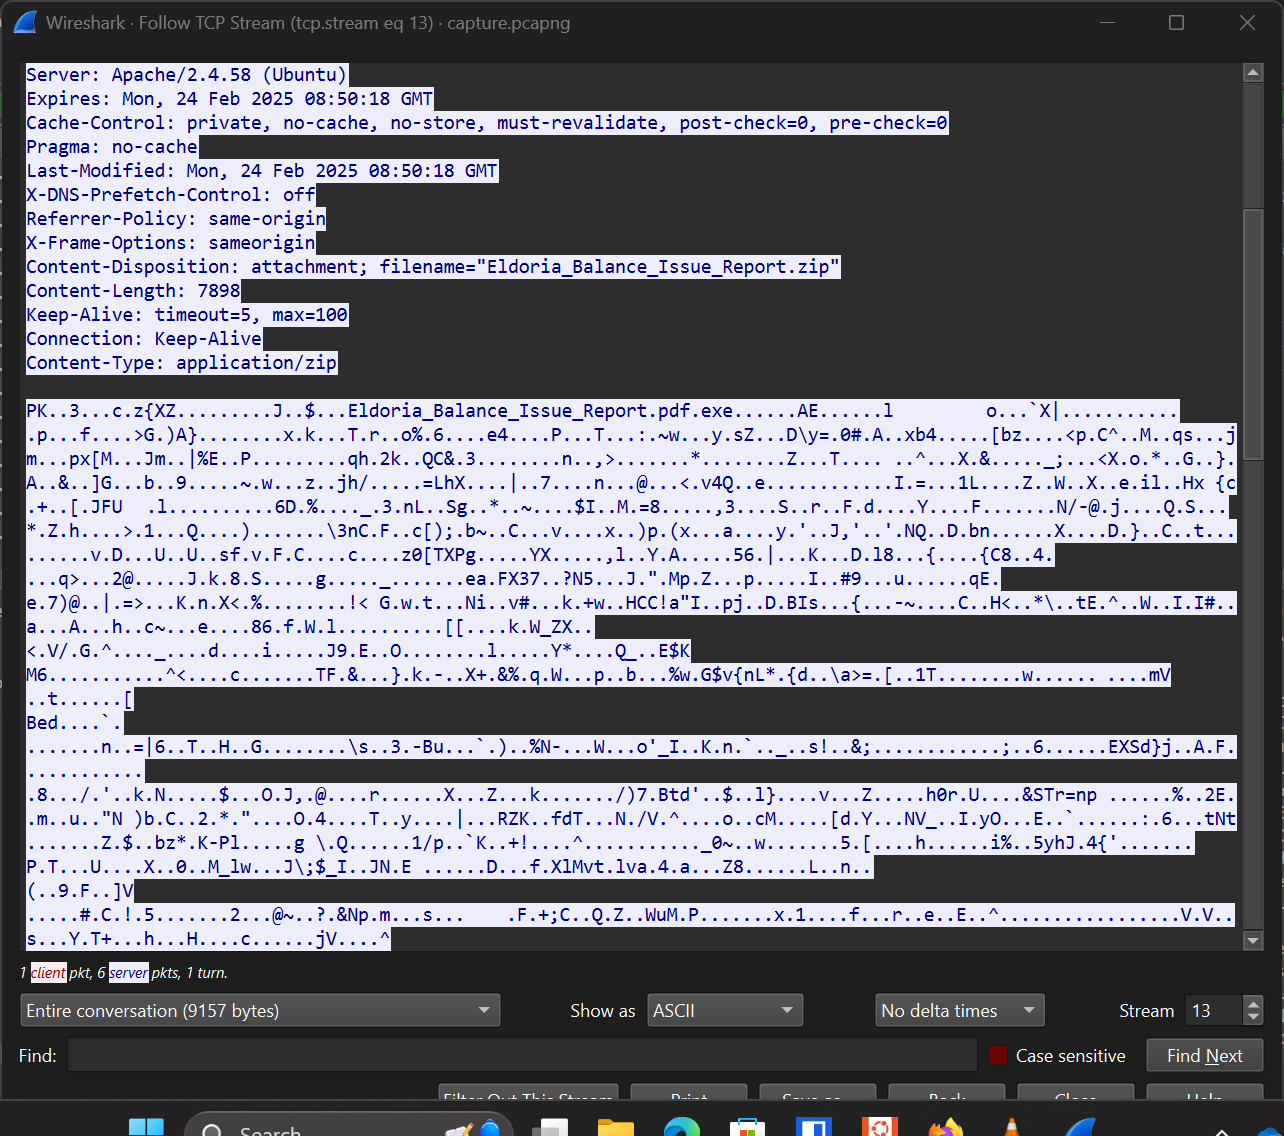 Wireshark · Follow TCP Stream (tcp.stream eq 13) · capture.pcapng
Server: Apache/2.4.58 (Ubuntu)
Expires: Mon, 24 Feb 2025 08:50:18 GMT
Cache-Control: private, no-cache, no-store, must-revalidate, post-check=0, pre-check=0
Pragma: no-cache
Last-Modified: Mon, 24 Feb 2025 08:50:18 GMT
X-DNS-Prefetch-Control: off
Referrer-Policy: same-origin
X-Frame-Options: sameorigin
Content-Disposition: attachment; filename="Eldoria_Balance_Issue_Report.zip"
Content-Length: 7898
Keep-Alive: timeout=5, max=100
Connection: Keep-Alive
Content-Type: application/zip
PK..3...c.z{XZ.........J..$...Eldoria_Balance_Issue_Report.pdf.exe......AE......l o...`X|...........
.p...f....>G.)A}........x.k...T.r..o%.6....e4....P...T...:.~w...y.sZ...D\y=.0#.A..xb4.....[bz....<p.C^..M..qs...j
m...px[M...Jm..|%E..P.........qh.2k..QC&.3........n..,>.......*........Z...T.... ..^...X.&....._;...<X.o.*..G..}.
A..&..]G...b..9.....~.w...z..jh/.....=LhX....|..7....n...@...<.v4Q..e............I.=...1L....Z..W..X..e.il..Hx {c
.+..[.JFU .l..........6D.%...._.3.nL..Sg..*..~....$I..M.=8.....,3....S..r..F.d....Y....F.......N/-@.j....Q.S...
*.Z.h....>.1...Q....).......\3nC.F..c[);.b~..C...v....x..)p.(x...a....y.'..J,'..'.NQ..D.bn......X....D.}..C..t...
......v.D...U..U..sf.v.F.C....c....z0[TXPg.....YX.....,l..Y.A.....56.|...K...D.l8...{....{C8..4.
...q>...2@.....J.k.8.S.....g....._.......ea.FX37..?N5...J.".Mp.Z...p.....I..#9...u......qE.
e.7)@..|.=>...K.n.X<.%........!< G.w.t...Ni..v#...k.+w..HCC!a"I..pj..D.BIs...{...-~....C..H<..*\..tE.^..W..I.I#..
a...A...h..c~...e....86.f.W.l..........[[....k.W_ZX..
<.V/.G.^...._....d....i.....J9.E..O........l.....Y*....Q_..E$K
M6...........^<....c.......TF.&...}.k.-..X+.&%.q.W...p..b...%w.G$v{nL*.{d..\a>=.[..1T........w...... ....mV
..t......[
Bed....`.
.......n..=|6..T..H..G........\s..3.-Bu...`.)..%N-...W...o'_I..K.n.`.._..s!..&;............;..6......EXSd}j..A.F.
...........
.8.../.'..k.N.....$...O.J,.@....r......X...Z...k......./)7.Btd'..$..l}....v...Z.....h0r.U....&STr=np ......%..2E.
.m..u.."N )b.C..2.*."....O.4....T..y....|...RZK..fdT...N./V.^....o..cM.....[d.Y...NV_..I.yO...E..`......:.6...tNt
.......Z.$..bz*.K-Pl.....g \.Q......1/p..`K..+!....^..........._0~..w.......5.[....h......i%..5yhJ.4{'.......
P.T...U....X..0..M_lw...J\;$_I..JN.E ......D...f.XlMvt.lva.4.a...Z8......L..n..
(..9.F..]V
.....#.C.!.5.......2...@~..?.&Np.m...s... .F.+;C..Q.Z..WuM.P.......x.1....f...r..e..E..^.................V.V..
s...Y.T+...h...H....c......jV....^
1 client pkt, 6 server pkts, 1 turn.
Entire conversation (9157 bytes) Show as ASCII No delta times Stream 13
Find: Case sensitive Find Next
Filter Out This Stream Print Save as… Back Close Help
Search